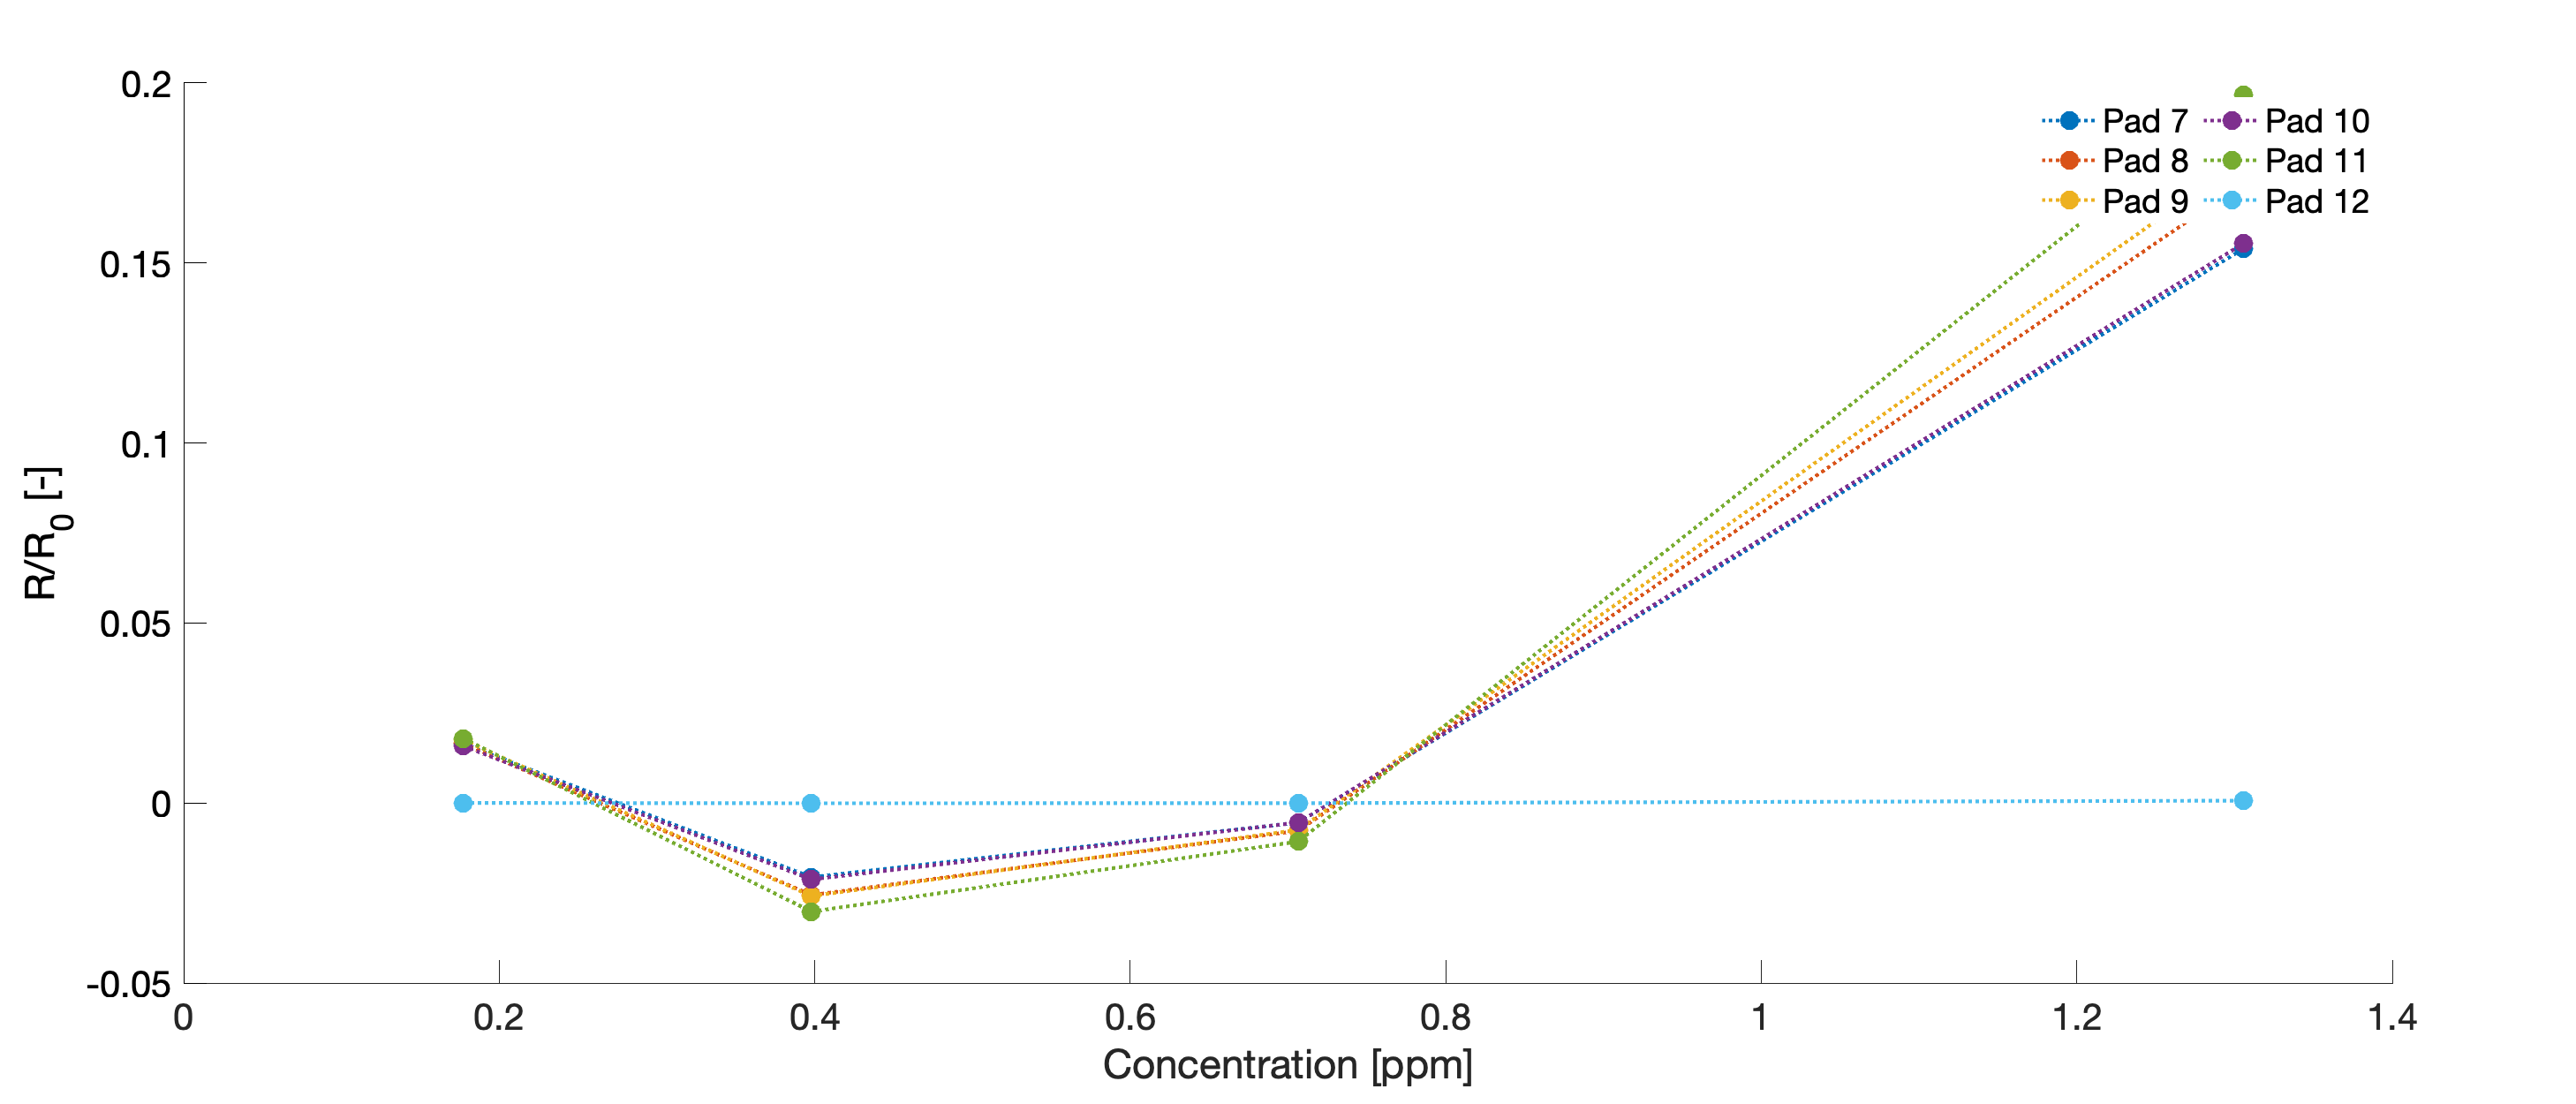 0.2
0.15
0.1
0.05
0
-0.05
R/R0 [-]
0 0.2 0.4 0.6 0.8 1 1.2 1.4
Concentration [ppm]
Pad 7 Pad 10
Pad 8 Pad 11
Pad 9 Pad 12